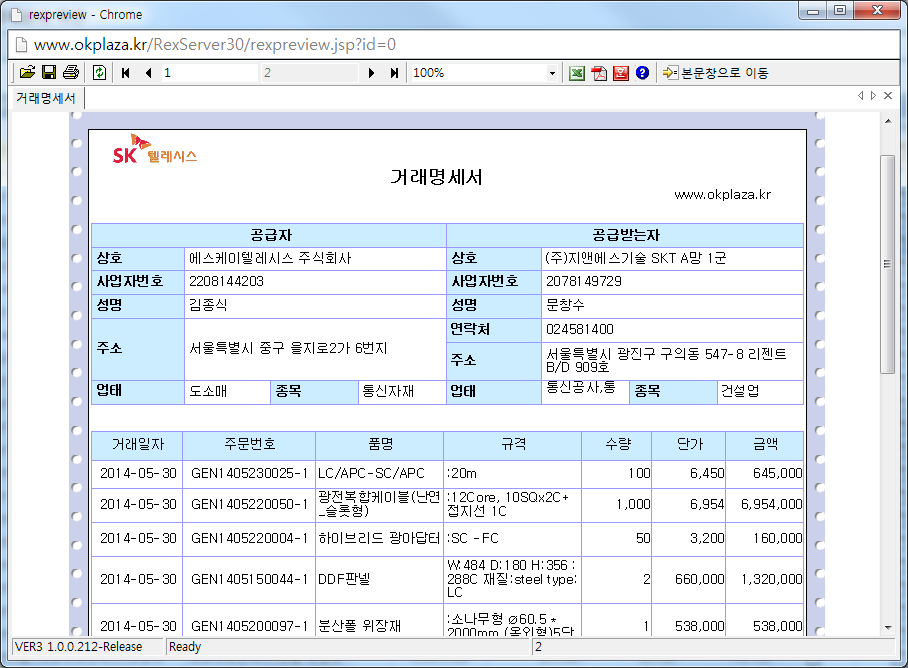 rexpreview - Chrome
www.okplaza.kr/RexServer30/rexpreview.jsp?id=0
1 2 100% 본문창으로 이동
거래명세서
SK 텔레시스
거래명세서
www.okplaza.kr
공급자 공급받는자
상호 에스케이텔레시스 주식회사 상호 (주)지앤에스기술 SKT A망 1군
사업자번호 2208144203 사업자번호 2078149729
성명 김종식 성명 문창수
연락처 024581400
주소 서울특별시 중구 을지로2가 6번지 주소 서울특별시 광진구 구의동 547-8 리젠트
B/D 909호
업태 도소매 종목 통신자재 업태 통신공사,통 종목 건설업
거래일자 주문번호 품명 규격 수량 단가 금액
2014-05-30 GEN1405230025-1 LC/APC-SC/APC :20m 100 6,450 645,000
2014-05-30 GEN1405220050-1 광전복합케이블(난연 :12Core, 10SQx2C+ 1,000 6,954 6,954,000
_슬롯형) 접지선 1C
2014-05-30 GEN1405220004-1 하이브리드 광아답터 :SC -FC 50 3,200 160,000
W:484 D:180 H:356 :
2014-05-30 GEN1405150044-1 DDF판넬 288C 재질:steel type: 2 660,000 1,320,000
LC
2014-05-30 GEN1405200097-1 분산폴 위장재 :소나무형 ∅60.5 * 1 538,000 538,000
2000mm (옥외형)5단
VER3 1.0.0.212-Release Ready 2